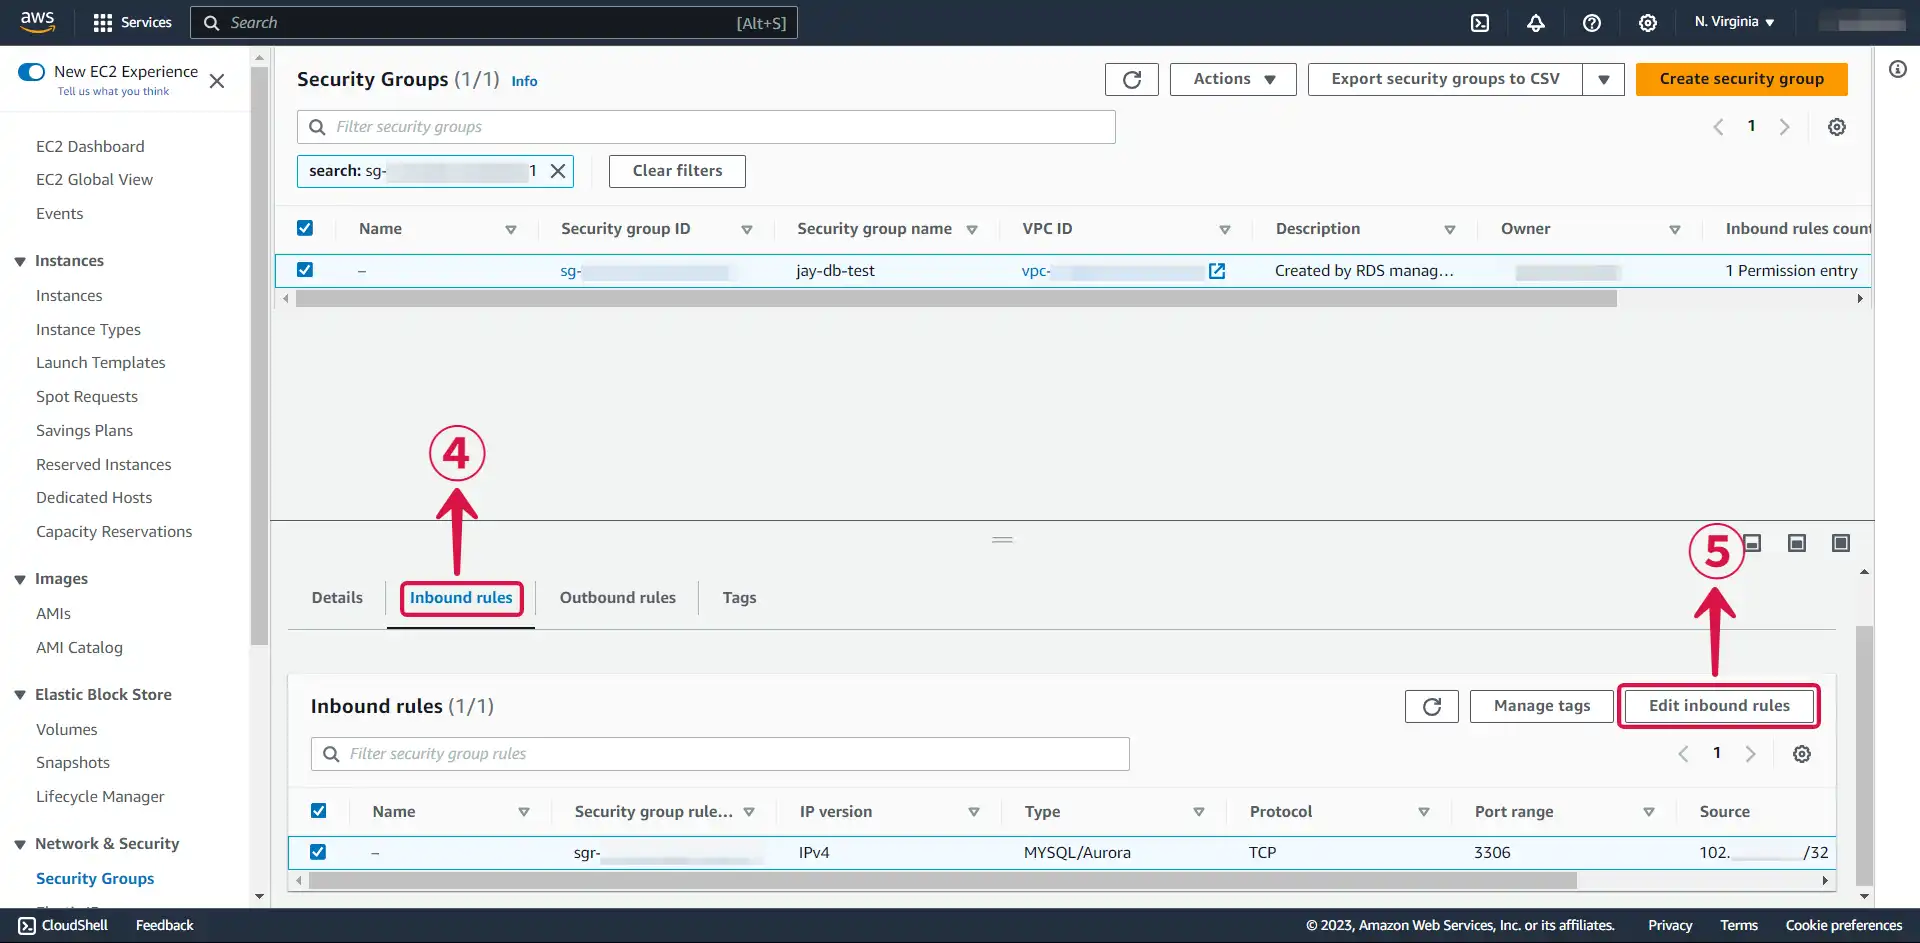 aws
Services
Search
[Alt+S]
N. Virginia
New EC2 Experience
Tell us what you think
EC2 Dashboard
EC2 Global View
Events
Instances
Instances
Instance Types
Launch Templates
Spot Requests
Savings Plans
Reserved Instances
Dedicated Hosts
Capacity Reservations
Images
AMIs
AMI Catalog
Elastic Block Store
Volumes
Snapshots
Lifecycle Manager
Network & Security
Security Groups
Security Groups (1/1) Info
Actions
Export security groups to CSV
Create security group
Filter security groups
1
search: sg- 1
Clear filters
Name Security group ID Security group name VPC ID Description Owner Inbound rules count
– sg- jay-db-test vpc- Created by RDS manag... 1 Permission entry
4
5
Details Inbound rules Outbound rules Tags
Inbound rules (1/1)
Manage tags
Edit inbound rules
Filter security group rules
1
Name Security group rule... IP version Type Protocol Port range Source
– sgr- IPv4 MYSQL/Aurora TCP 3306 102. /32
CloudShell Feedback © 2023, Amazon Web Services, Inc. or its affiliates. Privacy Terms Cookie preferences